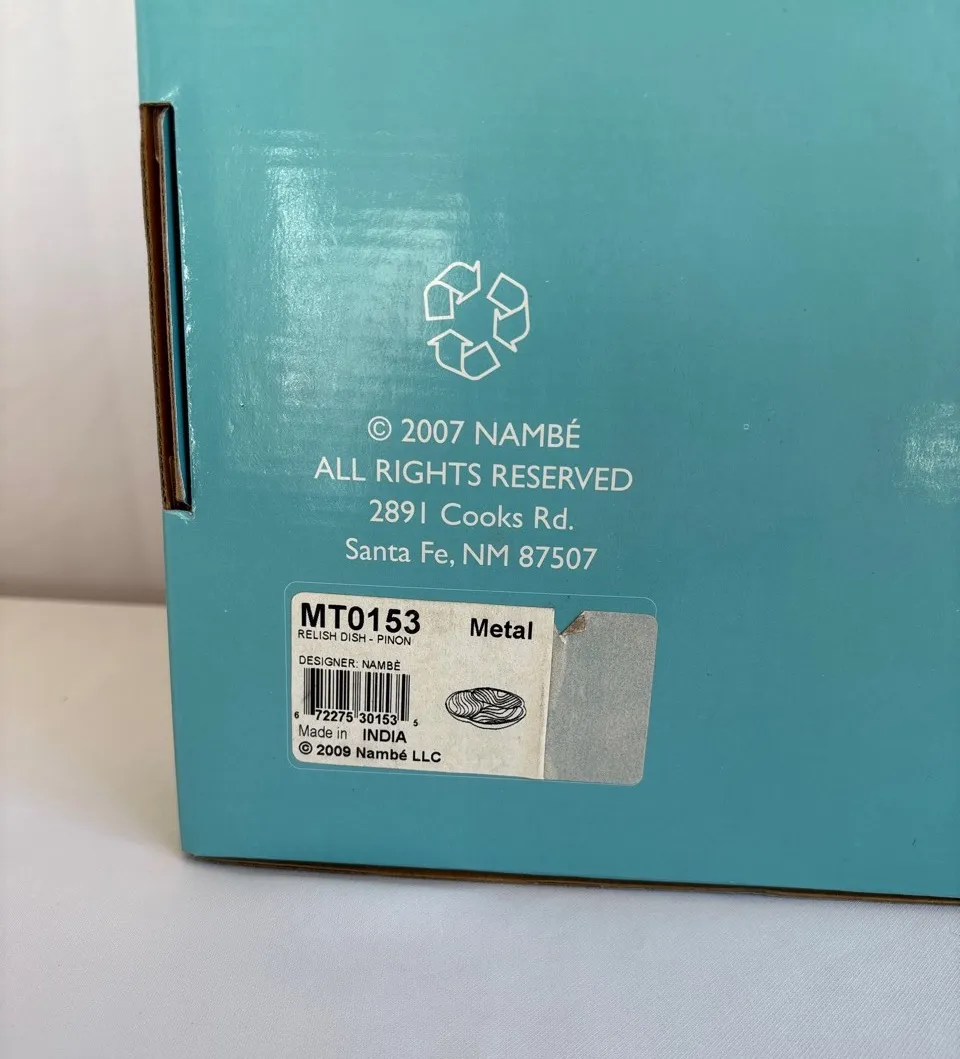 © 2007 NAMBÉ
ALL RIGHTS RESERVED
2891 Cooks Rd.
Santa Fe, NM 87507
MT0153 Metal
RELISH DISH - PINON
DESIGNER: NAMBÈ
6 72275 30153 5
Made in INDIA
© 2009 Nambé LLC